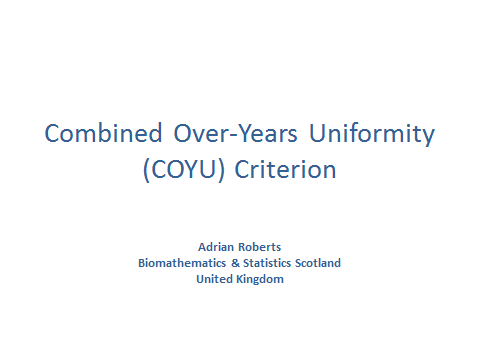 Combined Over-Years Uniformity
(COYU) Criterion
Adrian Roberts
Biomathematics & Statistics Scotland
United Kingdom